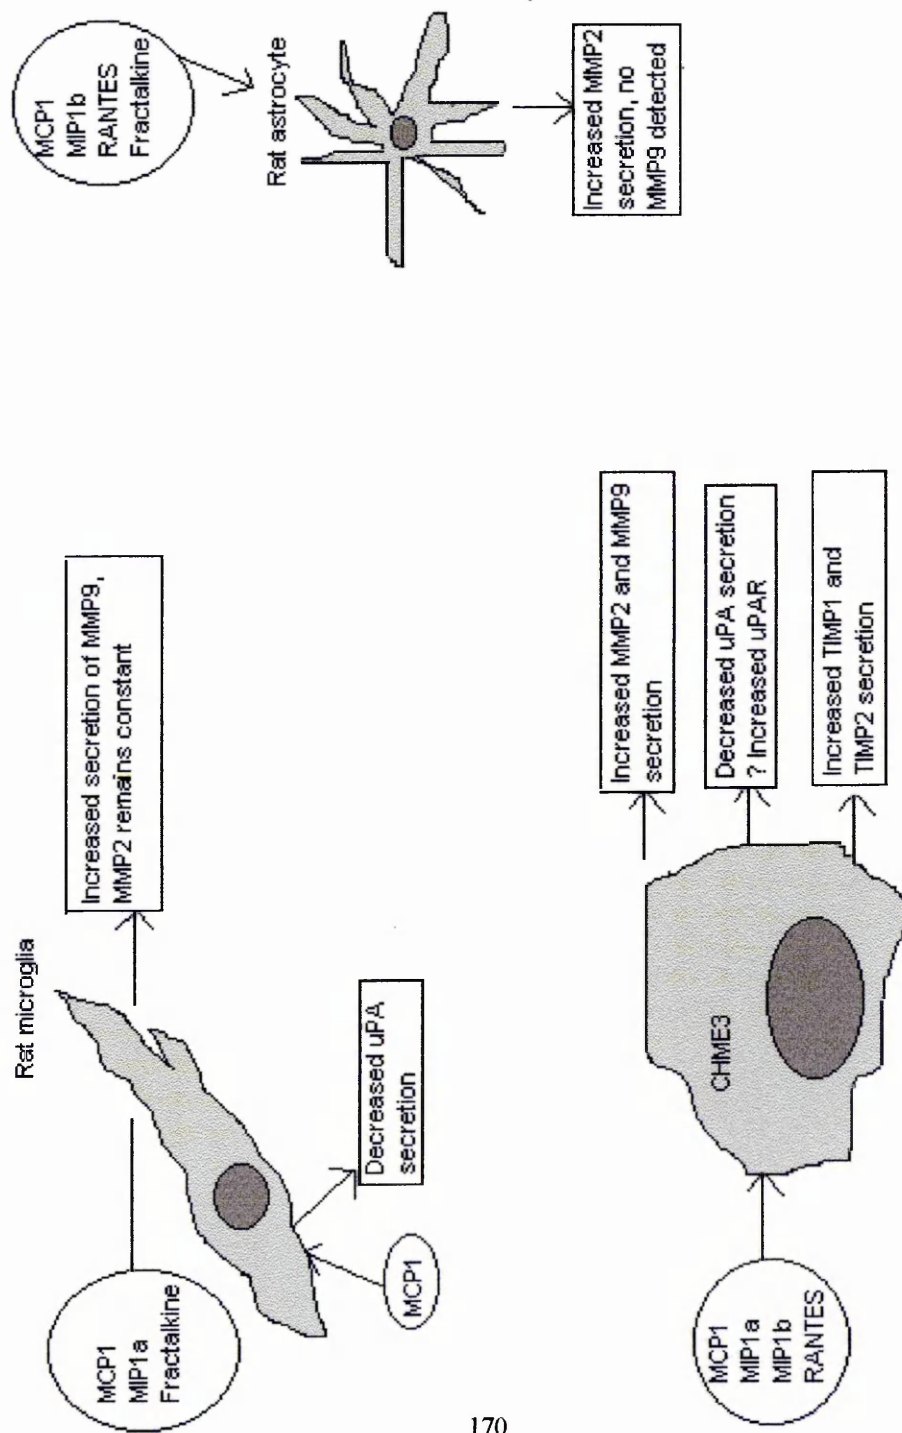 Rat microglia
MCP1
MIP1a
Fractalkine
Increased secretion of MMP9,
MMP2 remains constant
MCP1
Decreased uPA
secretion
MCP1
MIP1b
RANTES
Fractalkine
Rat astrocyte
Increased MMP2
secretion, no
MMP9 detected
MCP1
MIP1a
MIP1b
RANTES
CHME3
Increased MMP2 and MMP9
secretion
Decreased uPA secretion
? Increased uPAR
Increased TIMP1 and
TIMP2 secretion
170